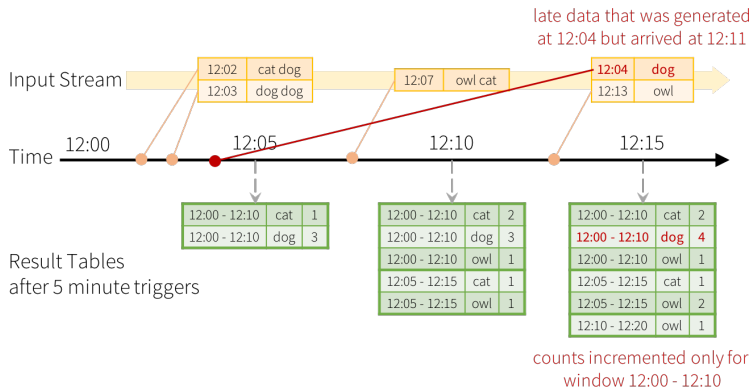 late data that was generated
at 12:04 but arrived at 12:11
Input Stream
12:02 cat dog
12:03 dog dog
12:07 owl cat
12:04 dog
12:13 owl
Time
12:00
12:05
12:10
12:15
12:00 - 12:10 cat 1
12:00 - 12:10 dog 3
12:00 - 12:10 cat 2
12:00 - 12:10 dog 3
12:00 - 12:10 owl 1
12:05 - 12:15 cat 1
12:05 - 12:15 owl 1
12:00 - 12:10 cat 2
12:00 - 12:10 dog 4
12:00 - 12:10 owl 1
12:05 - 12:15 cat 1
12:05 - 12:15 owl 2
12:10 - 12:20 owl 1
Result Tables
after 5 minute triggers
counts incremented only for
window 12:00 - 12:10